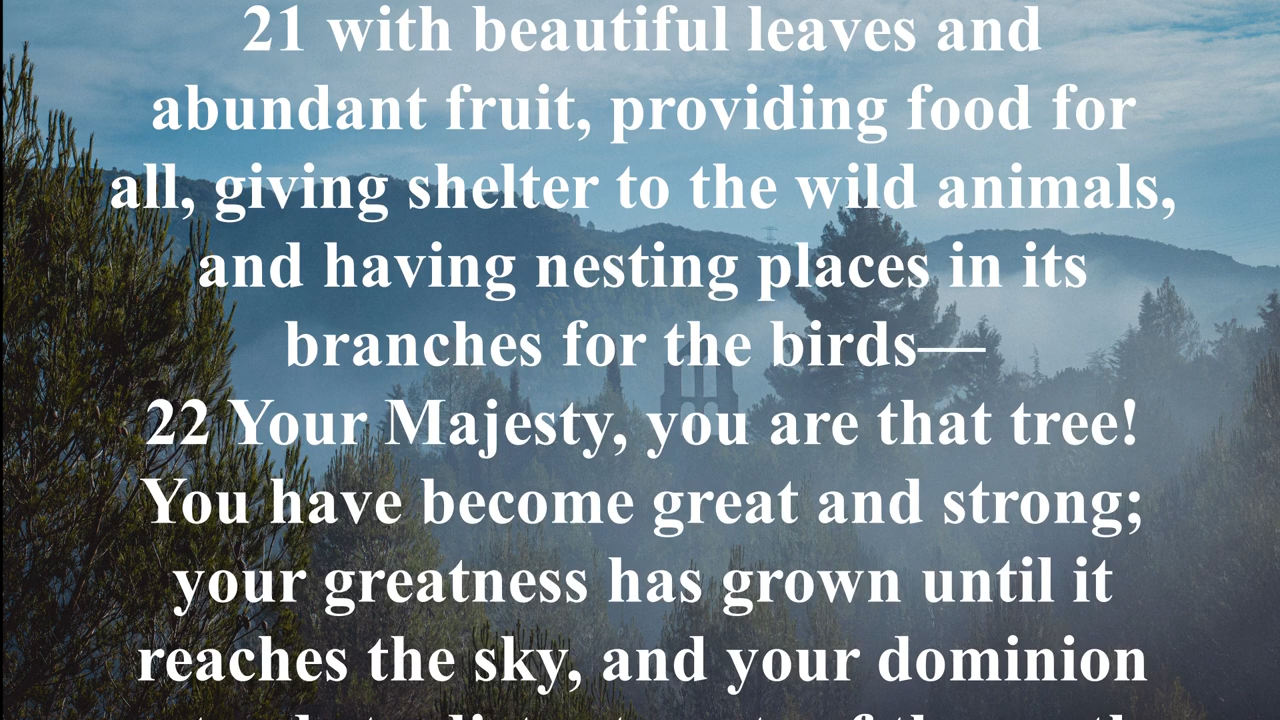 21 with beautiful leaves and
abundant fruit, providing food for
all, giving shelter to the wild animals,
and having nesting places in its
branches for the birds—
22 Your Majesty, you are that tree!
You have become great and strong;
your greatness has grown until it
reaches the sky, and your dominion